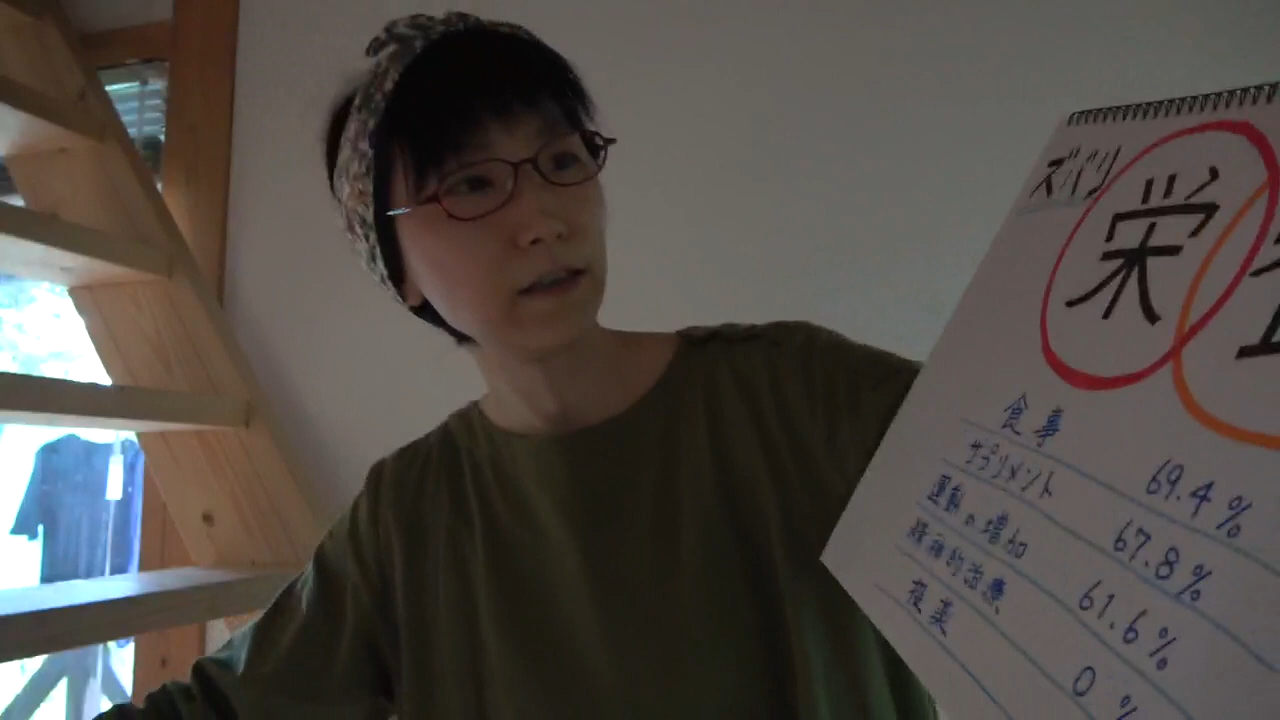 ズバリ
栄
食事 69.4%
サプリメント 67.8%
運動の増加 61.6%
精神的治療 0%
褒美